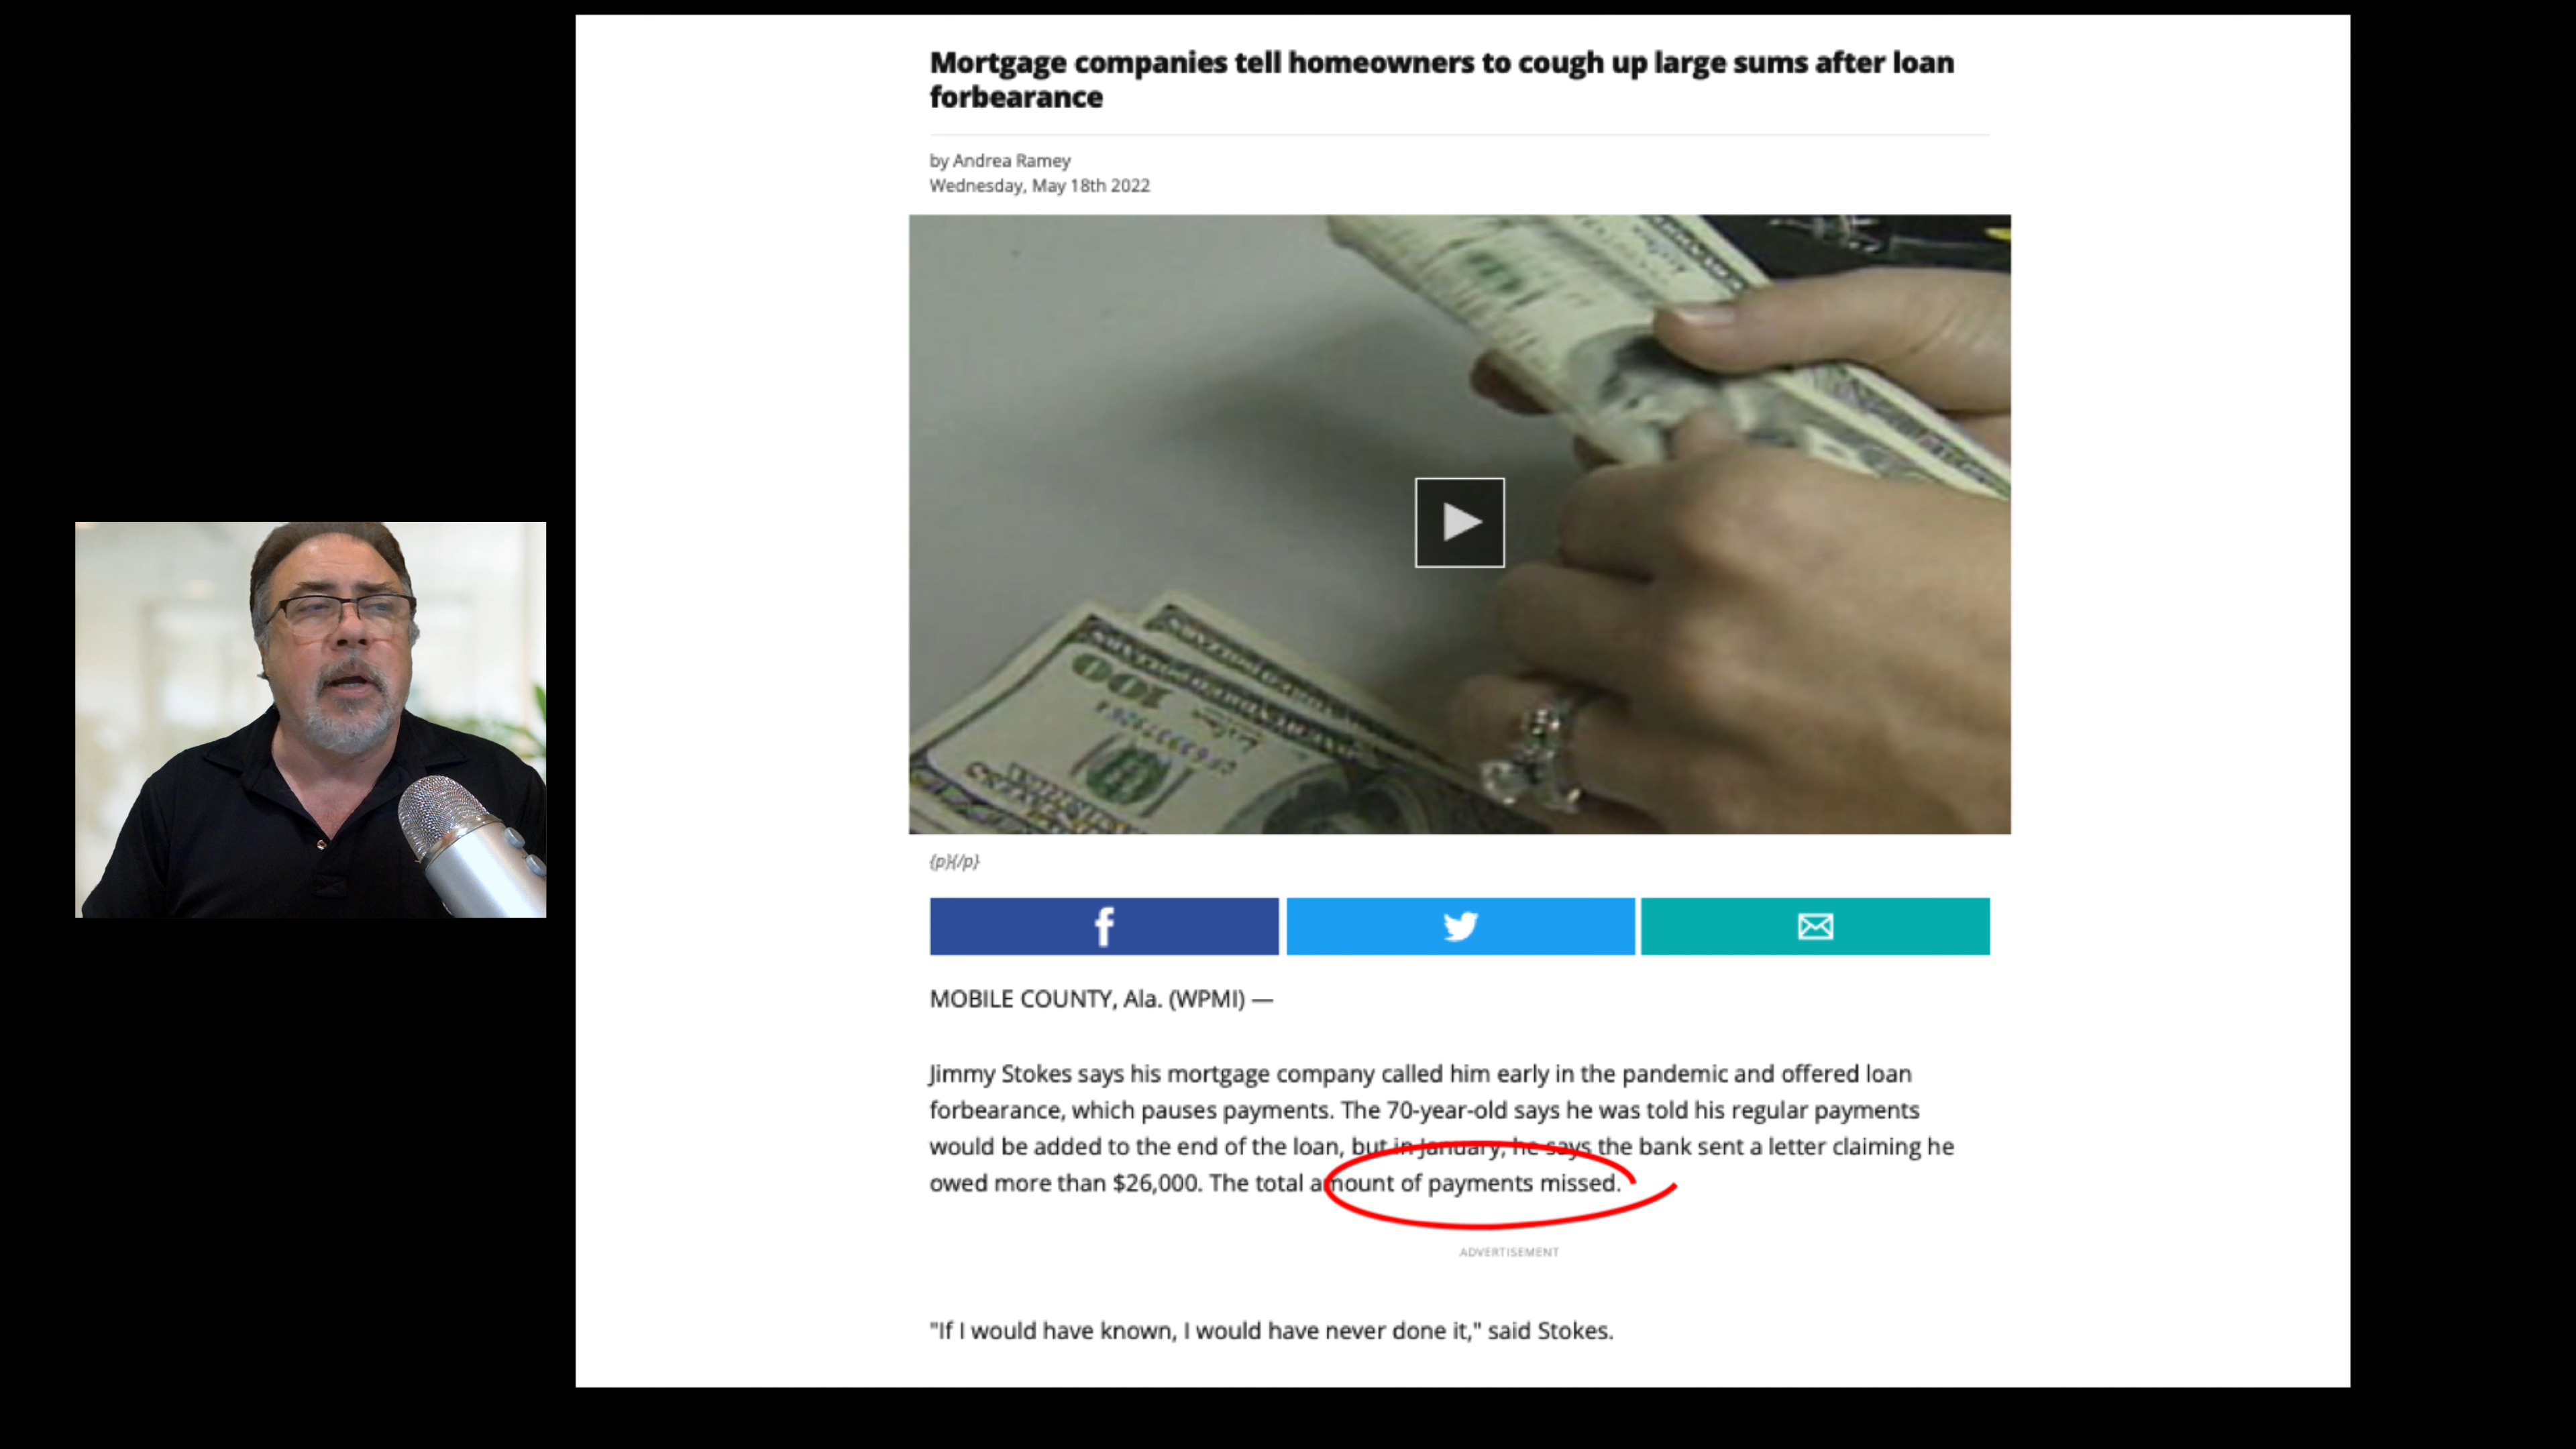 Mortgage companies tell homeowners to cough up large sums after loan
forbearance
by Andrea Ramey
Wednesday, May 18th 2022
100
{p}{/p}
MOBILE COUNTY, Ala. (WPMI) —
Jimmy Stokes says his mortgage company called him early in the pandemic and offered loan
forbearance, which pauses payments. The 70-year-old says he was told his regular payments
would be added to the end of the loan, but in January, he says the bank sent a letter claiming he
owed more than $26,000. The total amount of payments missed.
ADVERTISEMENT
"If I would have known, I would have never done it," said Stokes.